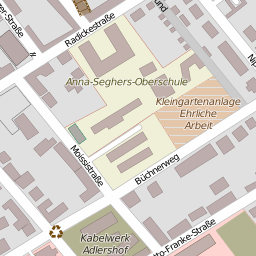 Radickestraße
Anna-Seghers-Oberschule
Kleingartenanlage
Ehrliche
Arbeit
Moissistraße
Büchnerweg
Kabelwerk
Adlershof